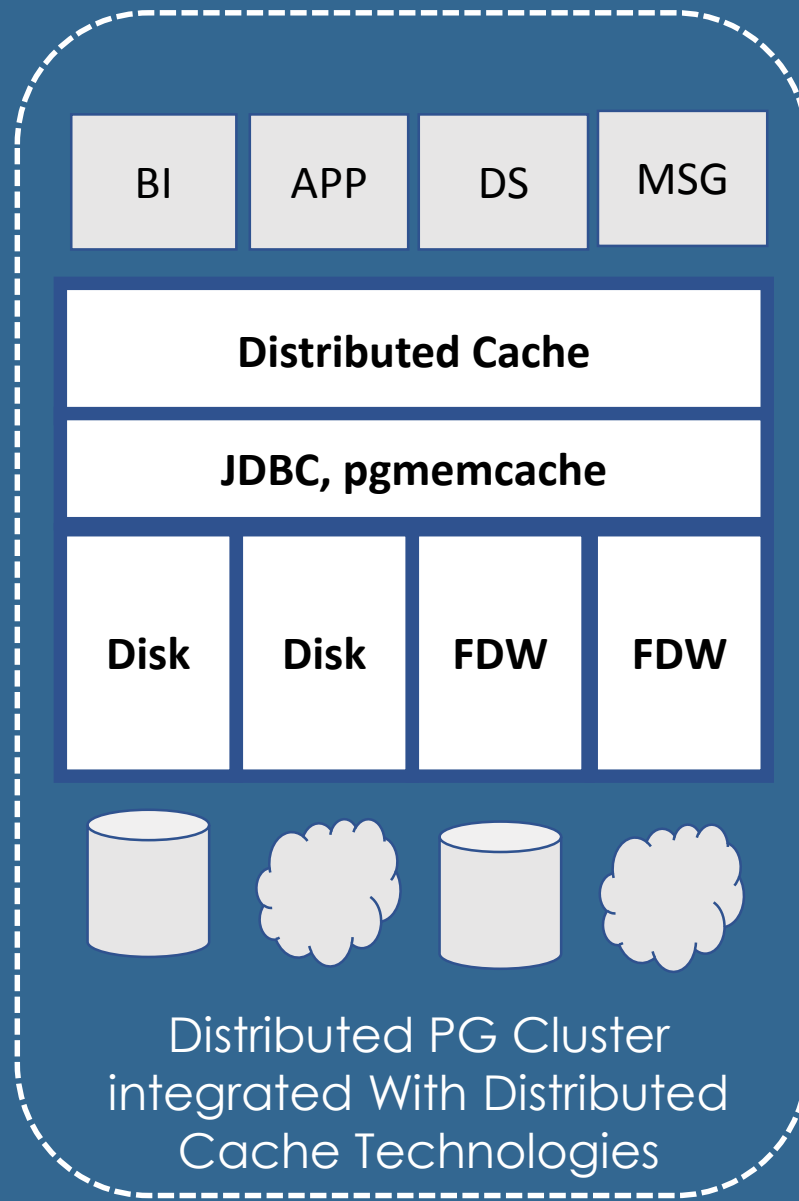 BI APP DS MSG
Distributed Cache
JDBC, pgmemcache
Disk Disk FDW FDW
Distributed PG Cluster
integrated With Distributed
Cache Technologies